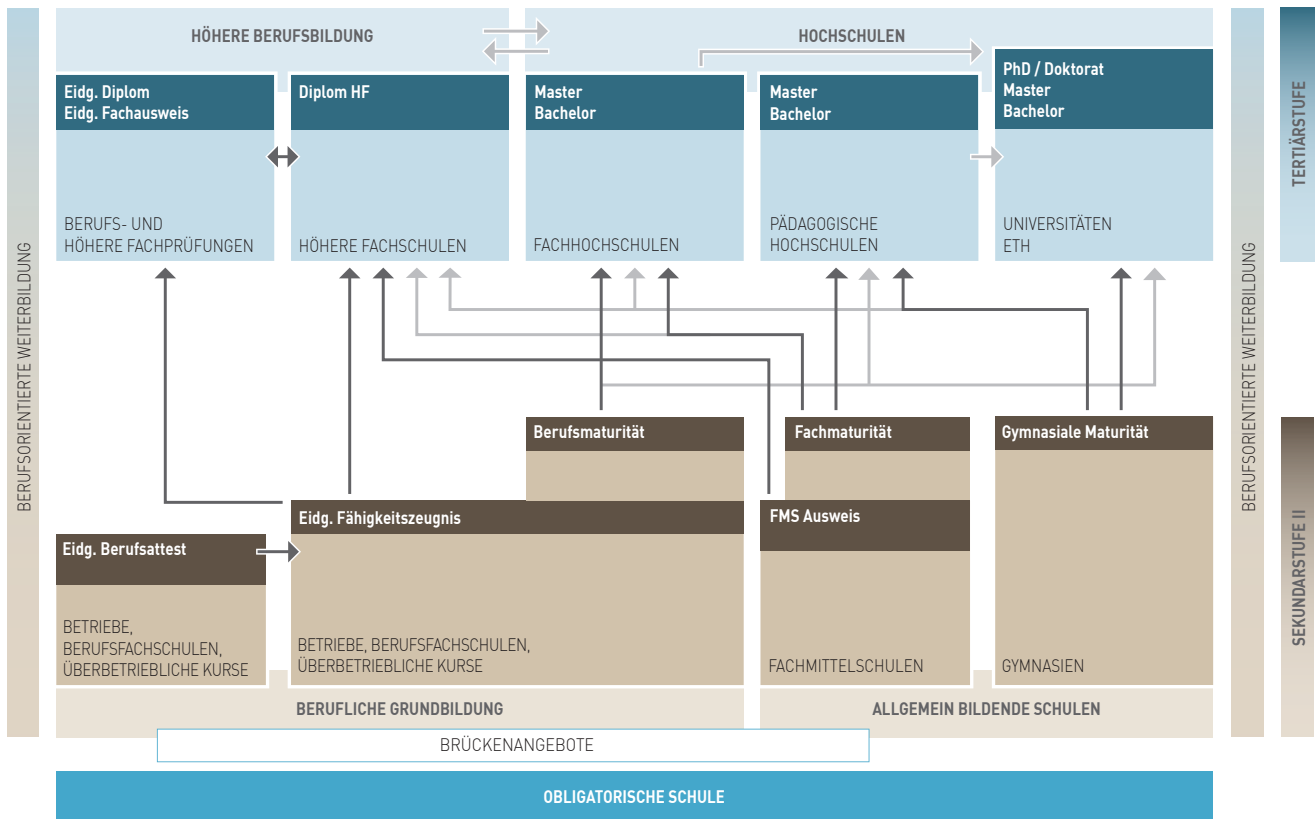 HÖHERE BERUFSBILDUNG
HOCHSCHULEN
Eidg. Diplom
Eidg. Fachausweis
Diplom HF
Master
Bachelor
Master
Bachelor
PhD / Doktorat
Master
Bachelor
BERUFS- UND
HÖHERE FACHPRÜFUNGEN
HÖHERE FACHSCHULEN
FACHHOCHSCHULEN
PÄDAGOGISCHE
HOCHSCHULEN
UNIVERSITÄTEN
ETH
BERUFSORIENTIERTE WEITERBILDUNG
BERUFSORIENTIERTE WEITERBILDUNG
TERTIÄRSTUFE
Berufsmaturität
Fachmaturität
Gymnasiale Maturität
Eidg. Fähigkeitszeugnis
FMS Ausweis
Eidg. Berufsattest
BETRIEBE,
BERUFSFACHSCHULEN,
ÜBERBETRIEBLICHE KURSE
BETRIEBE, BERUFSFACHSCHULEN,
ÜBERBETRIEBLICHE KURSE
FACHMITTELSCHULEN
GYMNASIEN
SEKUNDARSTUFE II
BERUFLICHE GRUNDBILDUNG
ALLGEMEIN BILDENDE SCHULEN
BRÜCKENANGEBOTE
OBLIGATORISCHE SCHULE